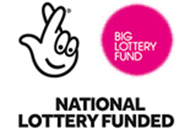 BIG
LOTTERY
FUND
NATIONAL
LOTTERY FUNDED